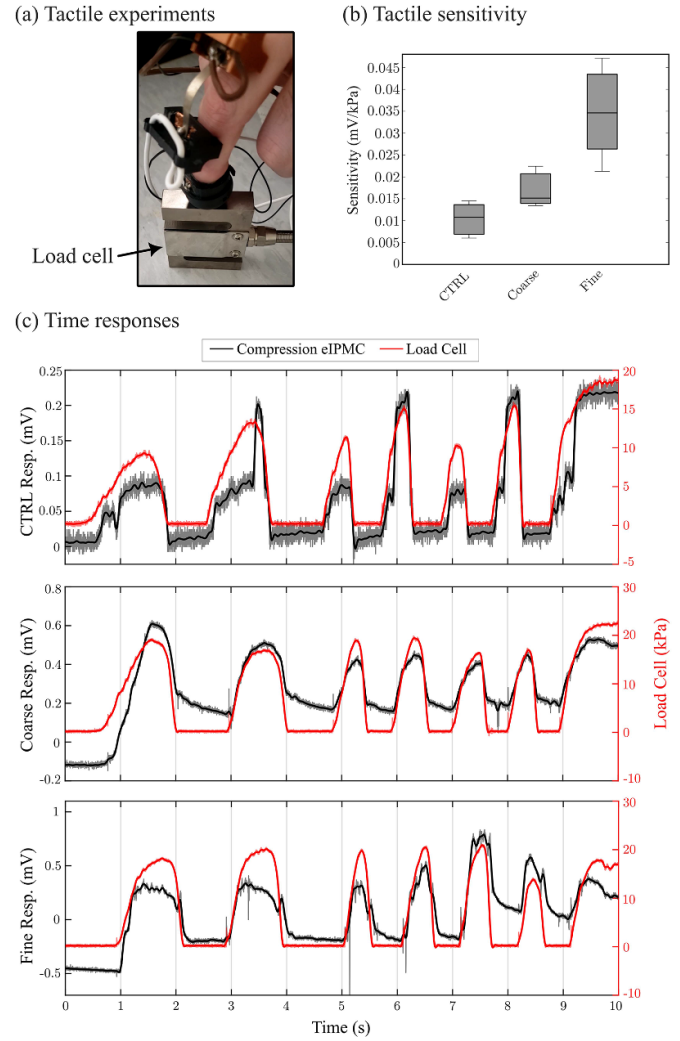 (a) Tactile experiments
Load cell
(b) Tactile sensitivity
Sensitivity (mV/kPa)
0.045
0.04
0.035
0.03
0.025
0.02
0.015
0.01
0.005
0
CTRL
Coarse
Fine
(c) Time responses
Compression eIPMC
Load Cell
CTRL Resp. (mV)
0.25
0.2
0.15
0.1
0.05
0
20
15
10
5
0
-5
Coarse Resp. (mV)
0.8
0.6
0.4
0.2
0
-0.2
30
20
10
0
-10
Load Cell (kPa)
Fine Resp. (mV)
1
0.5
0
-0.5
30
20
10
0
-10
0 1 2 3 4 5 6 7 8 9 10
Time (s)